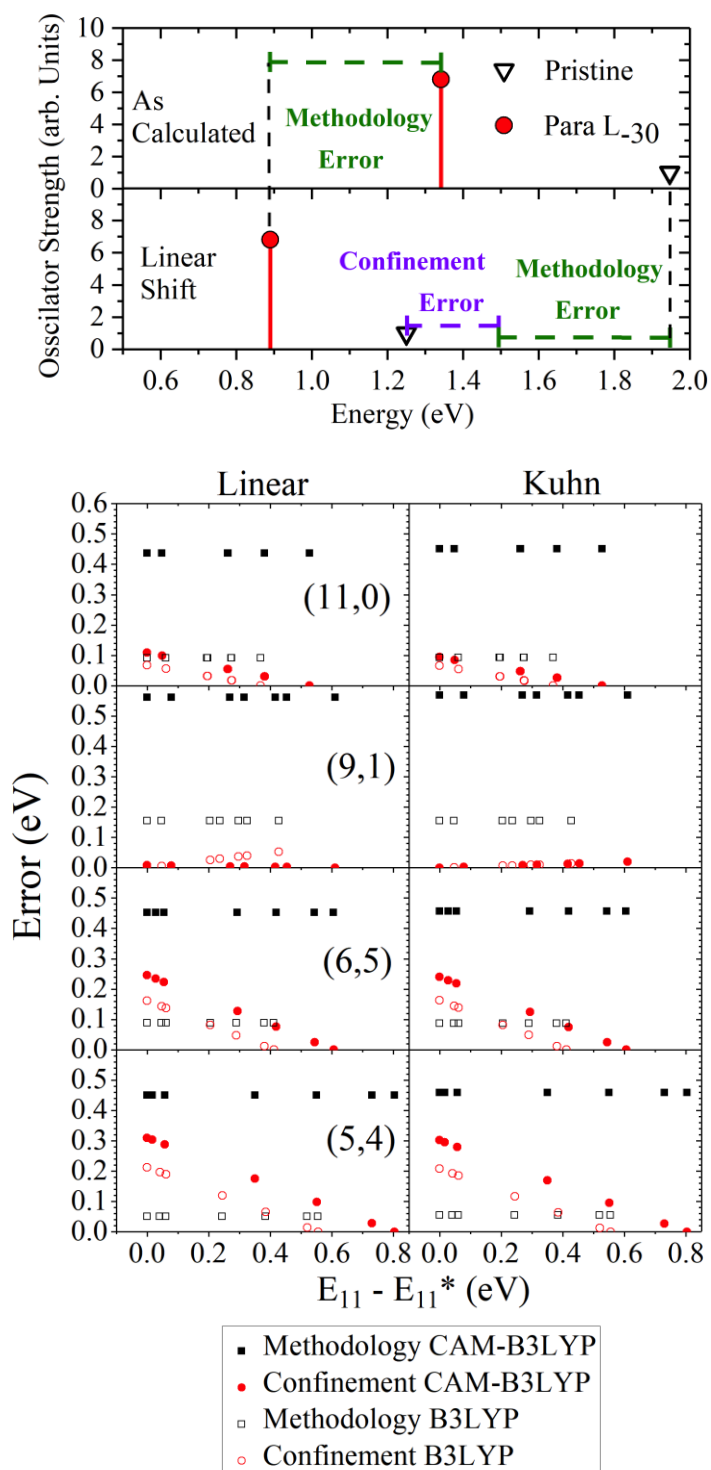 Osscilator Strength (arb. Units)
10
8
6
4
2
0
As
Calculated
Methodology
Error
Pristine
Para L-30
8
6
4
2
0
Linear
Shift
Confinement
Error
Methodology
Error
0.6 0.8 1.0 1.2 1.4 1.6 1.8 2.0
Energy (eV)
Linear Kuhn
Error (eV)
0.6
0.5
0.4
0.3
0.2
0.1
0.0
(11,0)
0.5
0.4
0.3
0.2
0.1
0.0
(9,1)
0.5
0.4
0.3
0.2
0.1
0.0
(6,5)
0.5
0.4
0.3
0.2
0.1
0.0
(5,4)
0.0 0.2 0.4 0.6 0.8 0.0 0.2 0.4 0.6 0.8
E11 - E11* (eV)
Methodology CAM-B3LYP
Confinement CAM-B3LYP
Methodology B3LYP
Confinement B3LYP